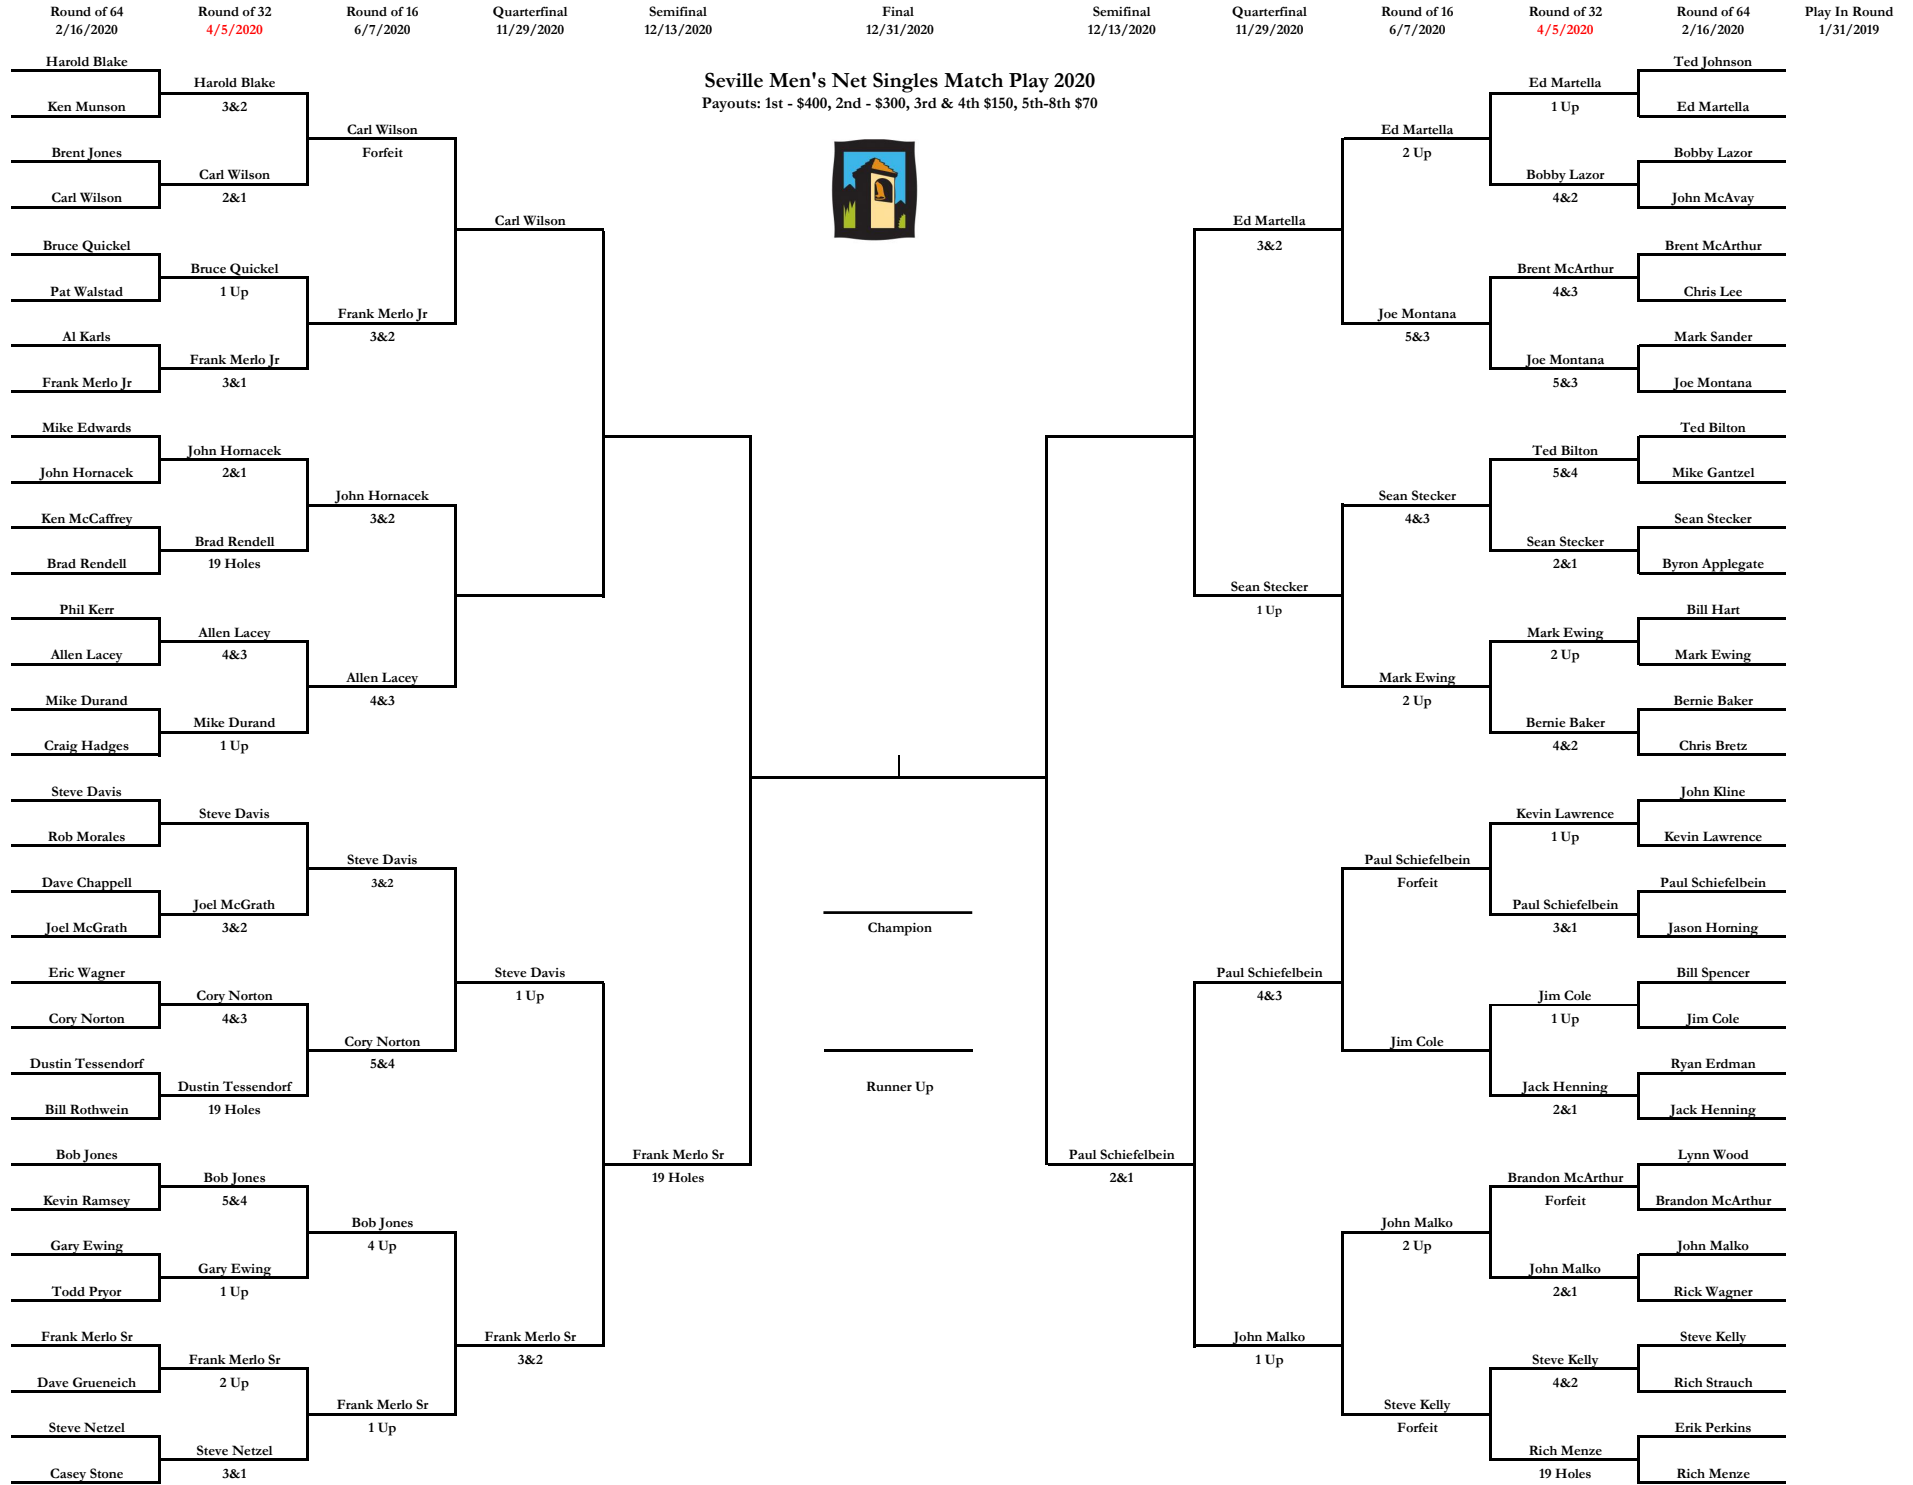 Round of 64 Round of 32 Round of 16 Quarterfinal Semifinal Final Semifinal Quarterfinal Round of 16 Round of 32 Round of 64 Play In Round
2/16/2020 4/5/2020 6/7/2020 11/29/2020 12/13/2020 12/31/2020 12/13/2020 11/29/2020 6/7/2020 4/5/2020 2/16/2020 1/31/2019
Seville Men's Net Singles Match Play 2020
Payouts: 1st - $400, 2nd - $300, 3rd & 4th $150, 5th-8th $70
Harold Blake
Ken Munson
Brent Jones
Carl Wilson
Bruce Quickel
Pat Walstad
Al Karls
Frank Merlo Jr
Mike Edwards
John Hornacek
Ken McCaffrey
Brad Rendell
Phil Kerr
Allen Lacey
Mike Durand
Craig Hadges
Steve Davis
Rob Morales
Dave Chappell
Joel McGrath
Eric Wagner
Cory Norton
Dustin Tessendorf
Bill Rothwein
Bob Jones
Kevin Ramsey
Gary Ewing
Todd Pryor
Frank Merlo Sr
Dave Grueneich
Steve Netzel
Casey Stone
Harold Blake
3&2
Carl Wilson
2&1
Bruce Quickel
1 Up
Frank Merlo Jr
3&1
John Hornacek
2&1
Brad Rendell
19 Holes
Allen Lacey
4&3
Mike Durand
1 Up
Steve Davis
Joel McGrath
3&2
Cory Norton
4&3
Dustin Tessendorf
19 Holes
Bob Jones
5&4
Gary Ewing
1 Up
Frank Merlo Sr
2 Up
Steve Netzel
3&1
Carl Wilson
Forfeit
Frank Merlo Jr
3&2
John Hornacek
3&2
Allen Lacey
4&3
Steve Davis
3&2
Cory Norton
5&4
Bob Jones
4 Up
Frank Merlo Sr
1 Up
Carl Wilson
Steve Davis
1 Up
Frank Merlo Sr
3&2
Frank Merlo Sr
19 Holes
Champion
Runner Up
Paul Schiefelbein
2&1
Ed Martella
3&2
Sean Stecker
1 Up
Paul Schiefelbein
4&3
John Malko
1 Up
Ed Martella
2 Up
Joe Montana
5&3
Sean Stecker
4&3
Mark Ewing
2 Up
Paul Schiefelbein
Forfeit
Jim Cole
John Malko
2 Up
Steve Kelly
Forfeit
Ed Martella
1 Up
Bobby Lazor
4&2
Brent McArthur
4&3
Joe Montana
5&3
Ted Bilton
5&4
Sean Stecker
2&1
Mark Ewing
2 Up
Bernie Baker
4&2
Kevin Lawrence
1 Up
Paul Schiefelbein
3&1
Jim Cole
1 Up
Jack Henning
2&1
Brandon McArthur
Forfeit
John Malko
2&1
Steve Kelly
4&2
Rich Menze
19 Holes
Ted Johnson
Ed Martella
Bobby Lazor
John McAvay
Brent McArthur
Chris Lee
Mark Sander
Joe Montana
Ted Bilton
Mike Gantzel
Sean Stecker
Byron Applegate
Bill Hart
Mark Ewing
Bernie Baker
Chris Bretz
John Kline
Kevin Lawrence
Paul Schiefelbein
Jason Horning
Bill Spencer
Jim Cole
Ryan Erdman
Jack Henning
Lynn Wood
Brandon McArthur
John Malko
Rick Wagner
Steve Kelly
Rich Strauch
Erik Perkins
Rich Menze